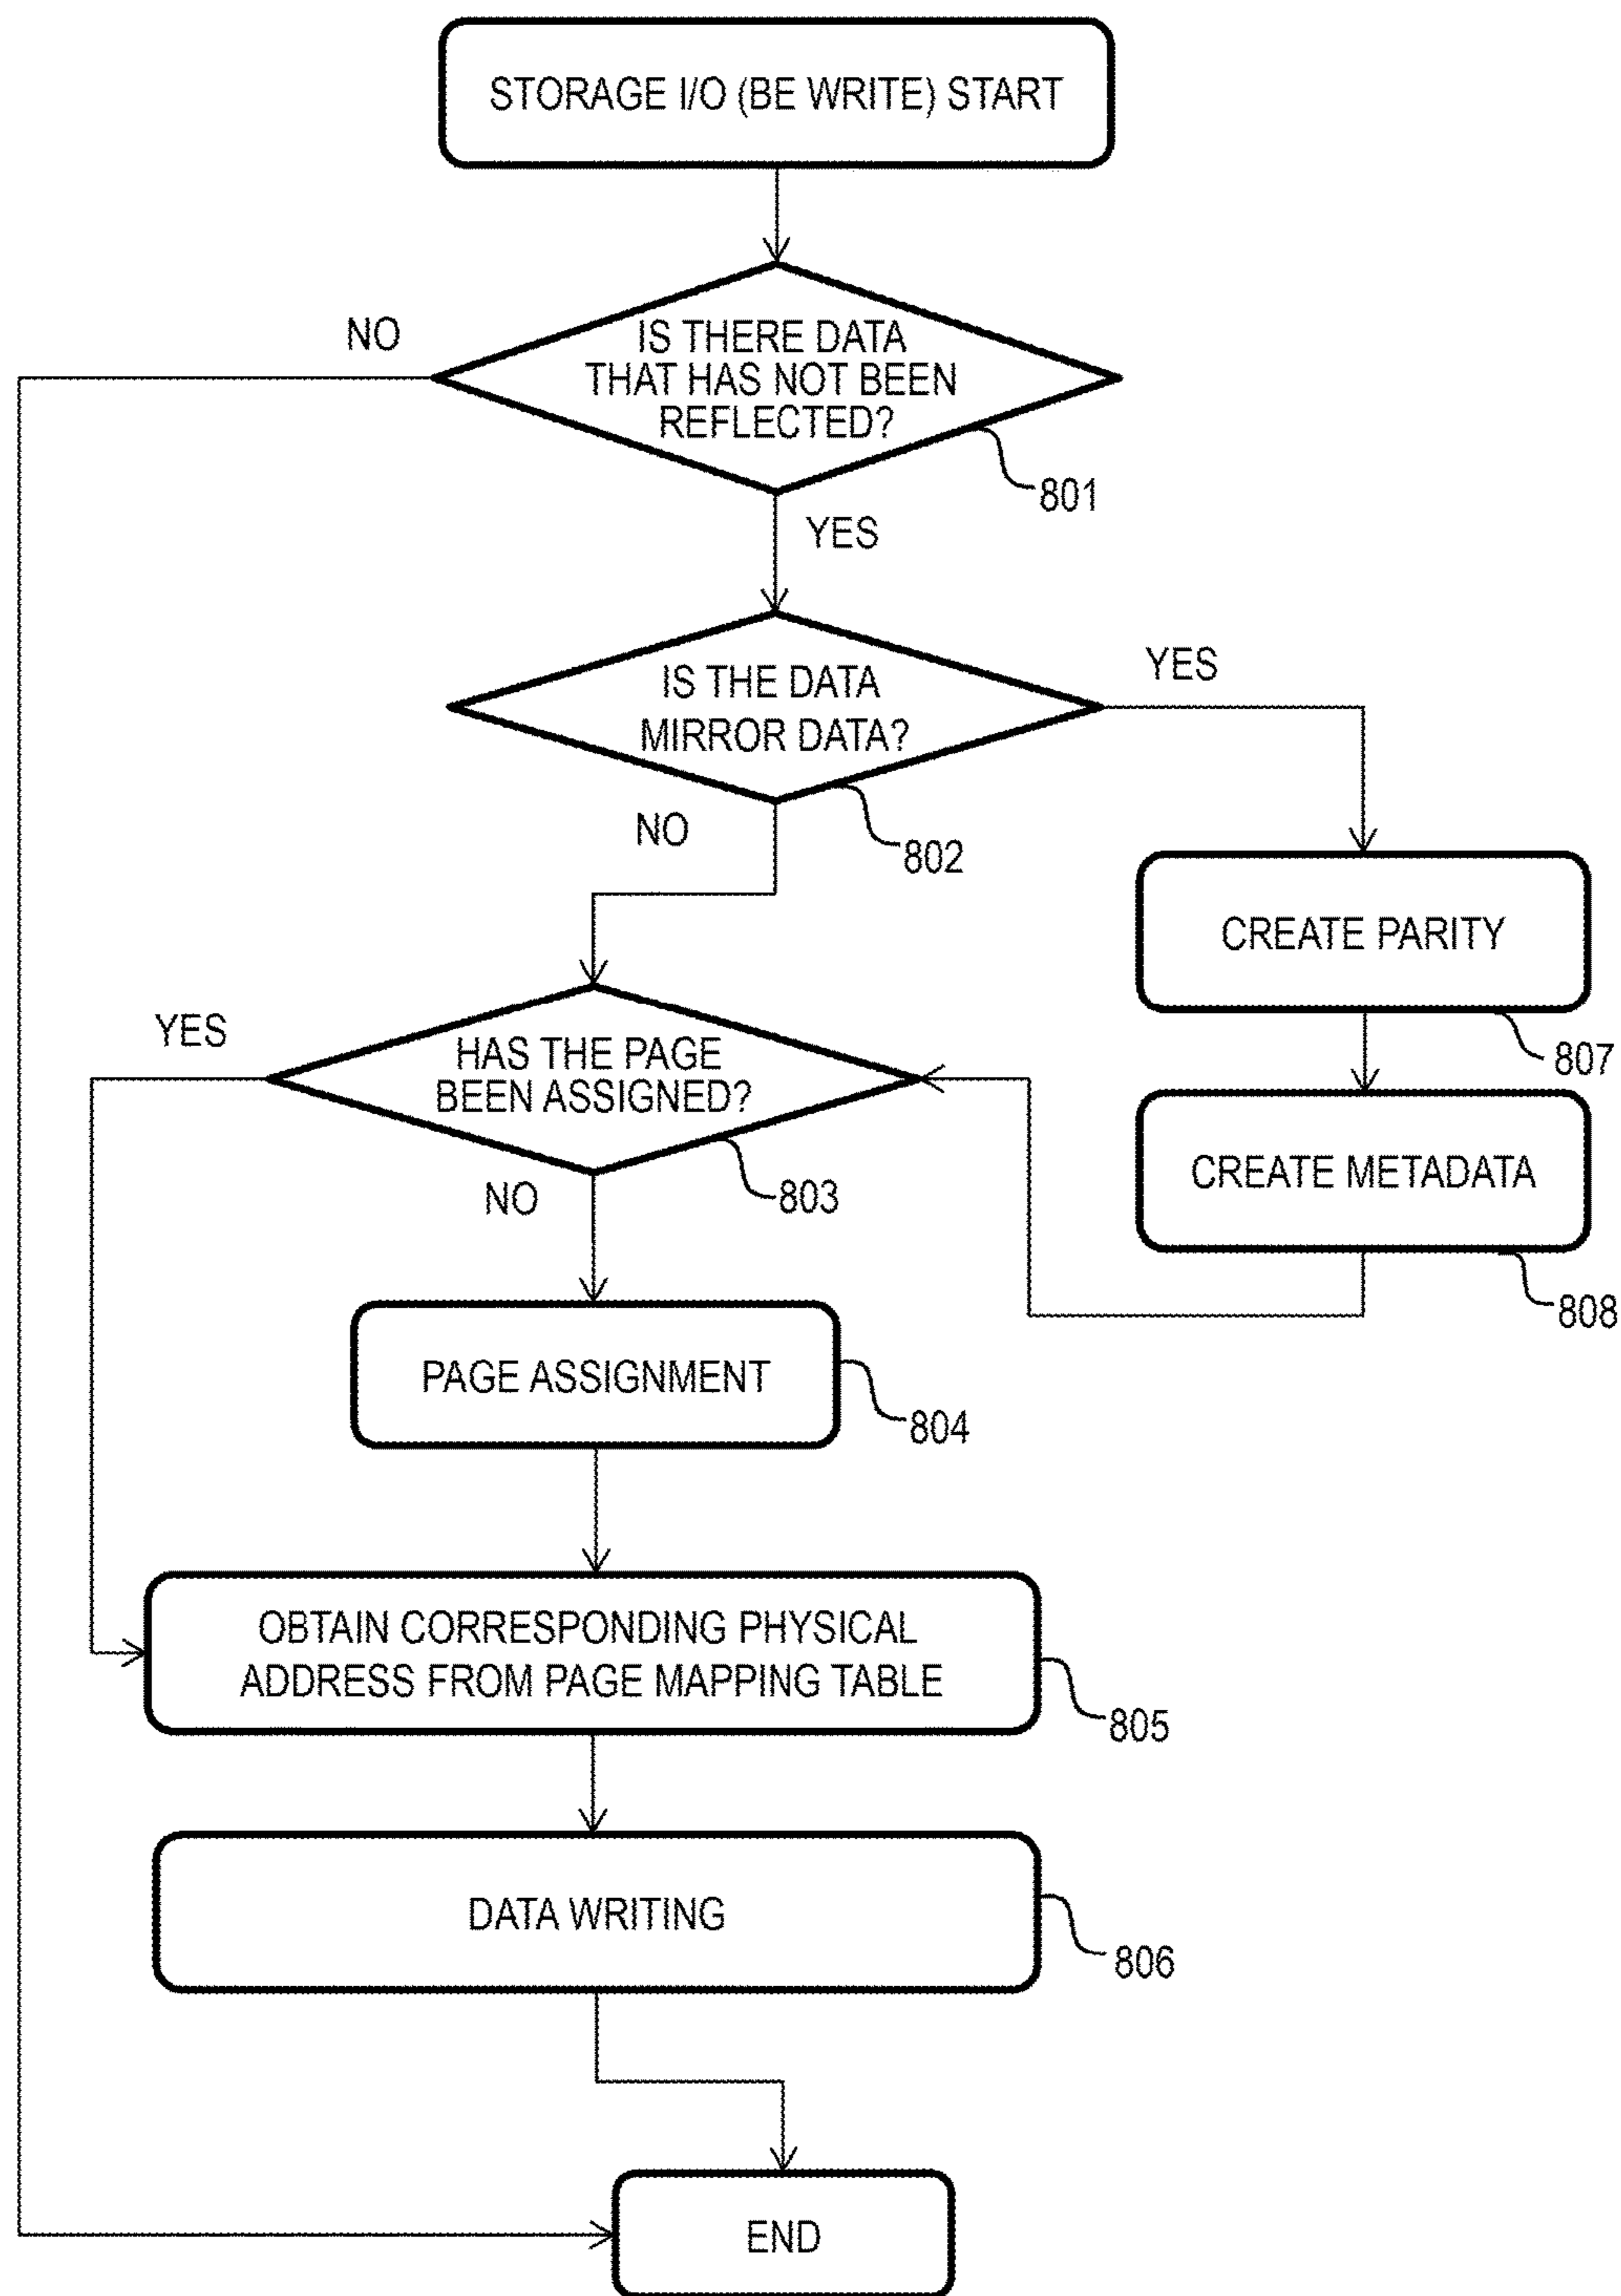 STORAGE I/O (BE WRITE) START
NO
IS THERE DATA
THAT HAS NOT BEEN
REFLECTED?
801
YES
IS THE DATA
MIRROR DATA?
YES
802
NO
CREATE PARITY
807
YES
HAS THE PAGE
BEEN ASSIGNED?
803
NO
CREATE METADATA
808
PAGE ASSIGNMENT
804
OBTAIN CORRESPONDING PHYSICAL
ADDRESS FROM PAGE MAPPING TABLE
805
DATA WRITING
806
END